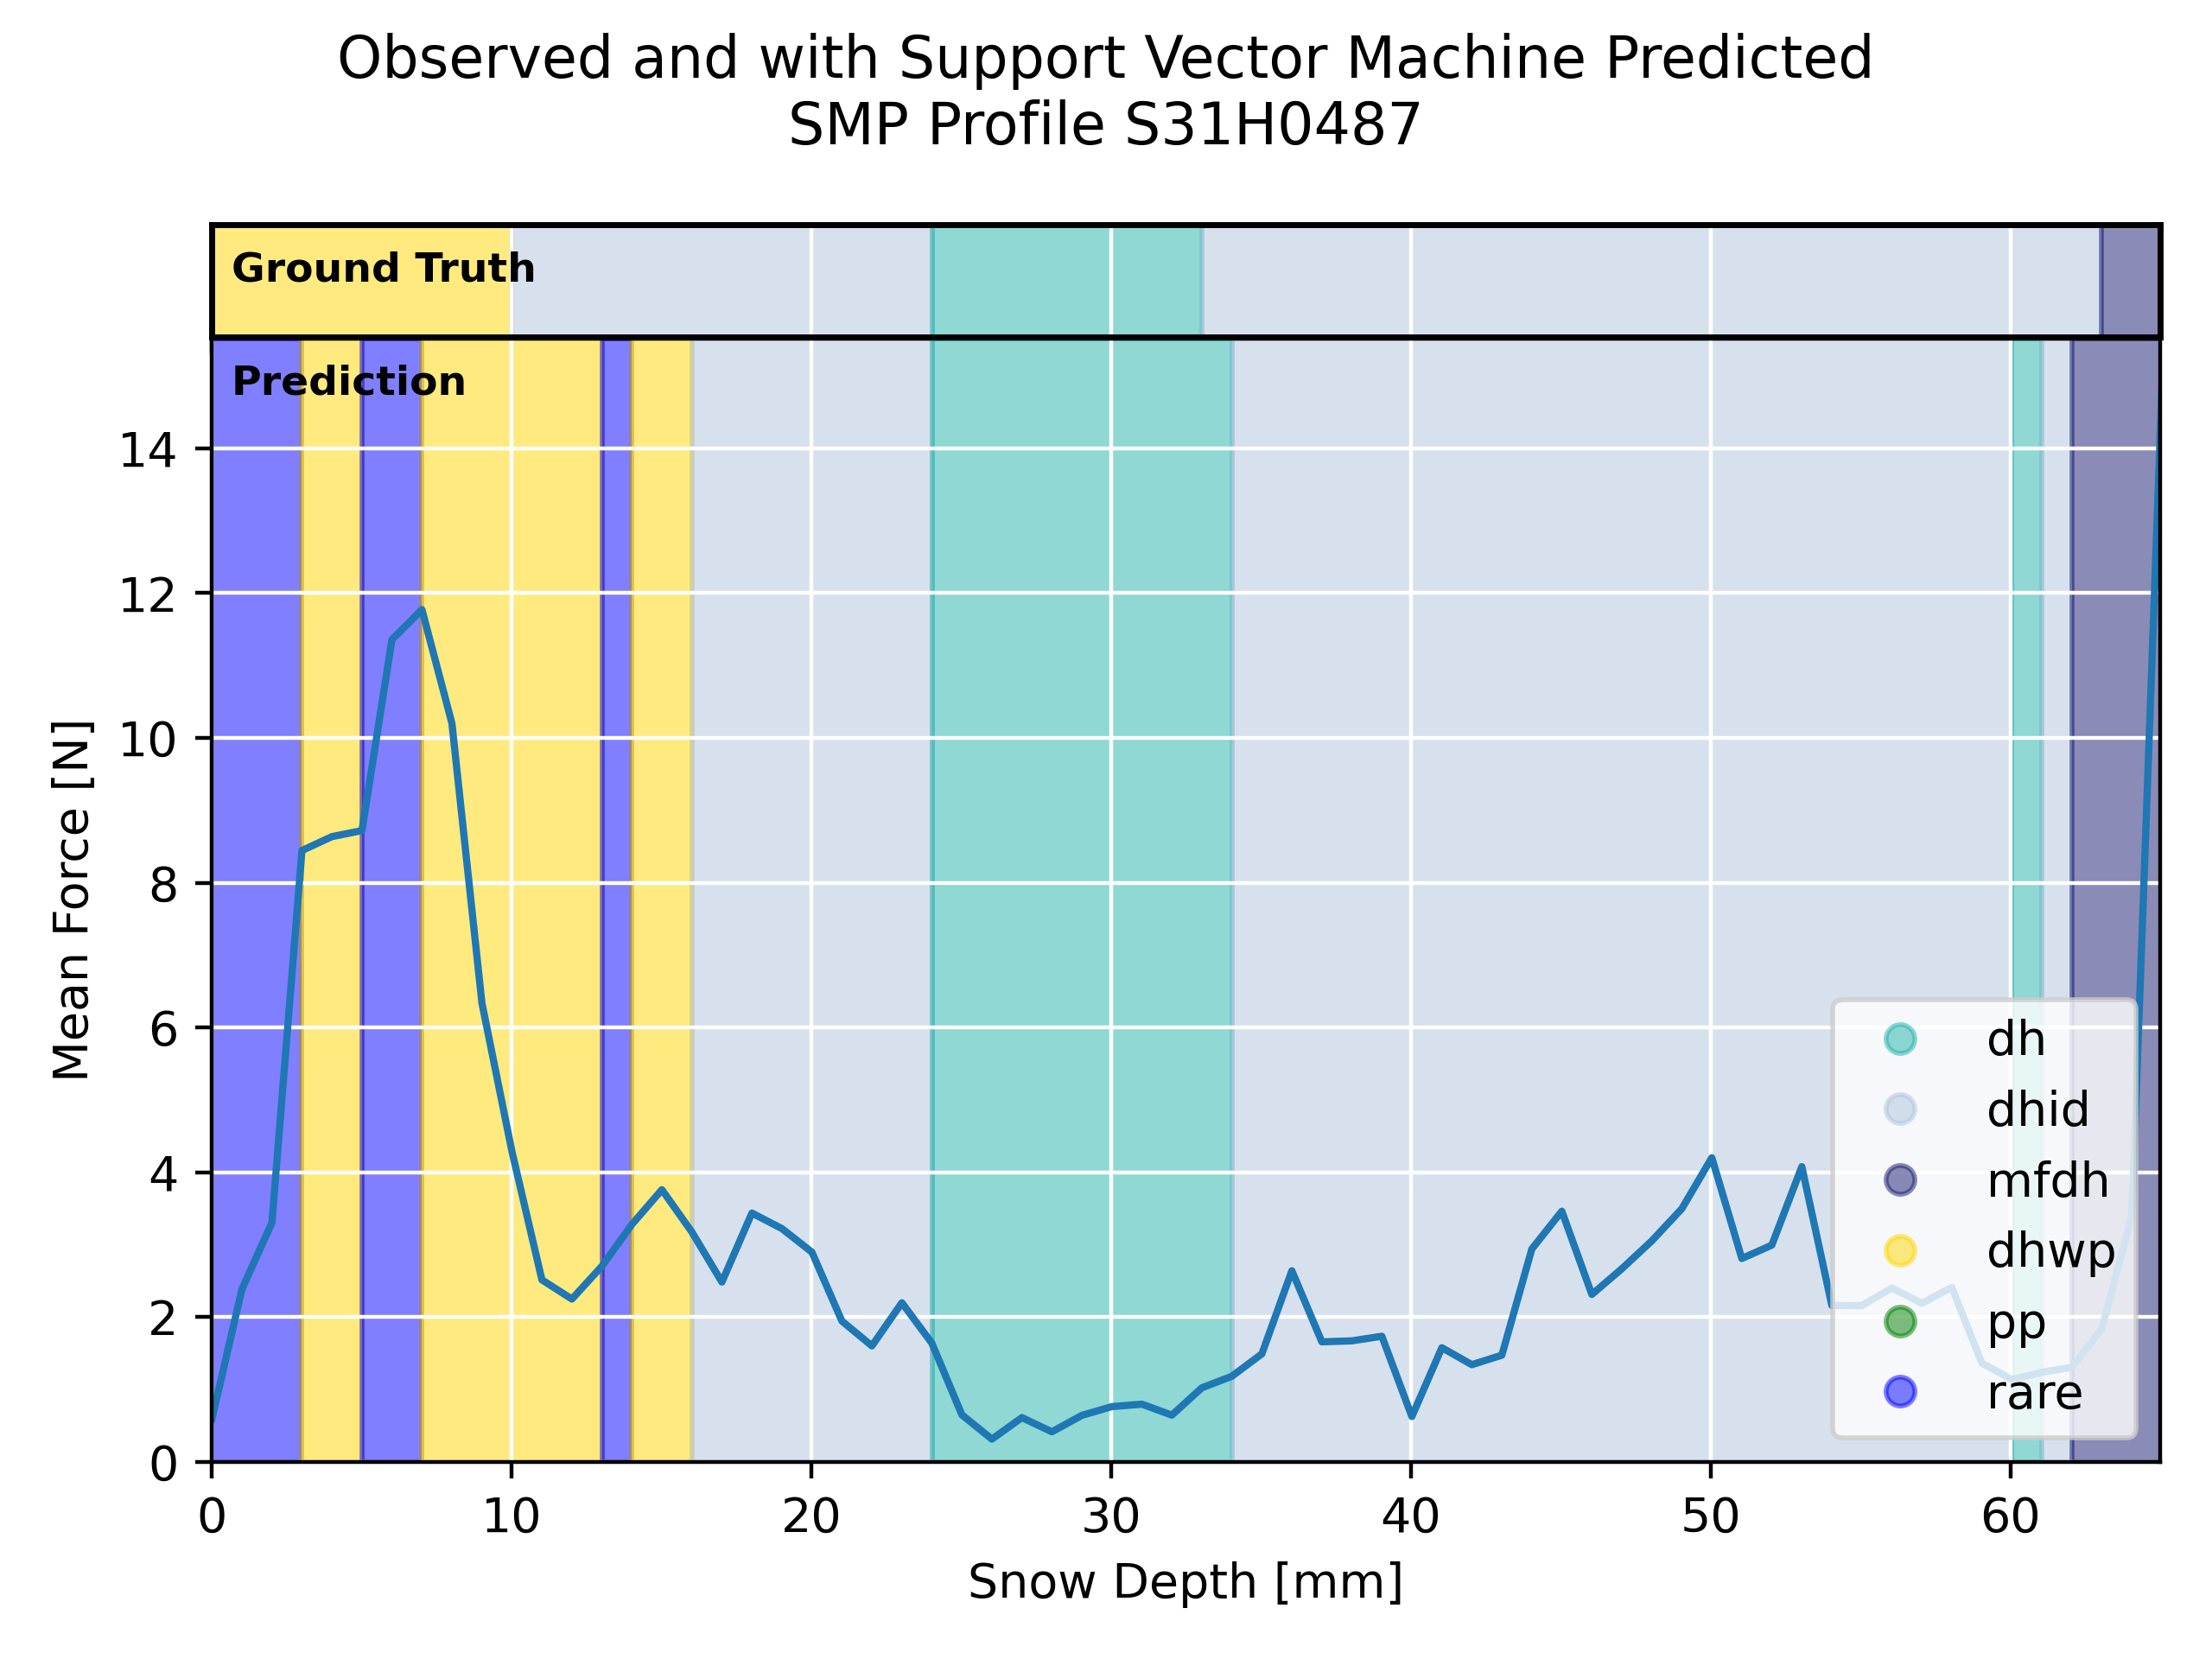 Observed and with Support Vector Machine Predicted
SMP Profile S31H0487
Ground Truth
Prediction
14
12
10
8
6
4
2
0
Mean Force [N]
dh
dhid
mfdh
dhwp
pp
rare
0 10 20 30 40 50 60
Snow Depth [mm]